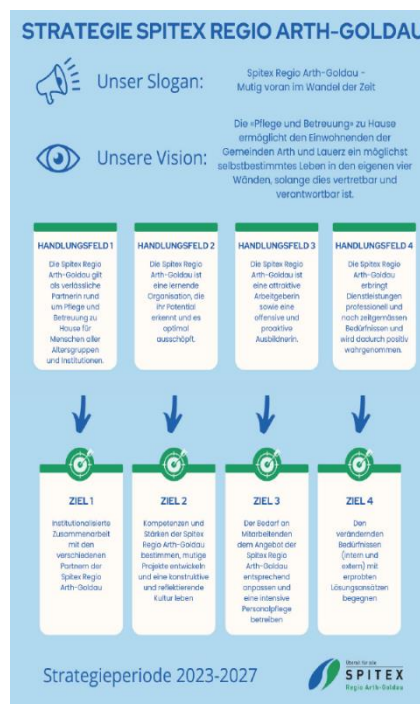 STRATEGIE SPITEX REGIO ARTH-GOLDAU
Unser Slogan:
Spitex Regio Arth-Goldau -
Mutig voran im Wandel der Zeit
Unsere Vision:
Die «Pflege und Betreuung» zu Hause
ermöglicht den Einwohnenden der
Gemeinden Arth und Lauerz ein möglichst
selbstbestimmtes Leben in den eigenen vier
Wänden, solange dies vertretbar und
verantwortbar ist.
HANDLUNGSFELD 1
Die Spitex Regio
Arth-Goldau gilt
als verlässliche
Partnerin rund
um Pflege und
Betreuung zu
Hause für
Menschen aller
Altersgruppen
und Institutionen.
HANDLUNGSFELD 2
Die Spitex Regio
Arth-Goldau ist
eine lernende
Organisation, die
ihr Potential
erkennt und es
optimal
ausschöpft.
HANDLUNGSFELD 3
Die Spitex Regio
Arth-Goldau ist
eine attraktive
Arbeitgeberin
sowie eine
offensive und
proaktive
Ausbildnerin.
HANDLUNGSFELD 4
Die Spitex Regio
Arth-Goldau
erbringt
Dienstleistungen
professionell und
nach zeitgemässen
Bedürfnissen und
wird dadurch positiv
wahrgenommen.
ZIEL 1
Institutionalisierte
Zusammenarbeit
mit den
verschiedenen
Partnern der
Spitex Regio
Arth-Goldau
ZIEL 2
Kompetenzen und
Stärken der Spitex
Regio Arth-Goldau
bestimmen, mutige
Projekte entwickeln
und eine konstruktive
und reflektierende
Kultur leben
ZIEL 3
Der Bedarf an
Mitarbeitenden
dem Angebot der
Spitex Regio
Arth-Goldau
entsprechend
anpassen und
eine intensive
Personalpflege
betreiben
ZIEL 4
Den
verändernden
Bedürfnissen
(intern und
extern) mit
erprobten
Lösungsansätzen
begegnen
Strategieperiode 2023-2027
Überall für alle
SPITEX
Regio Arth-Goldau